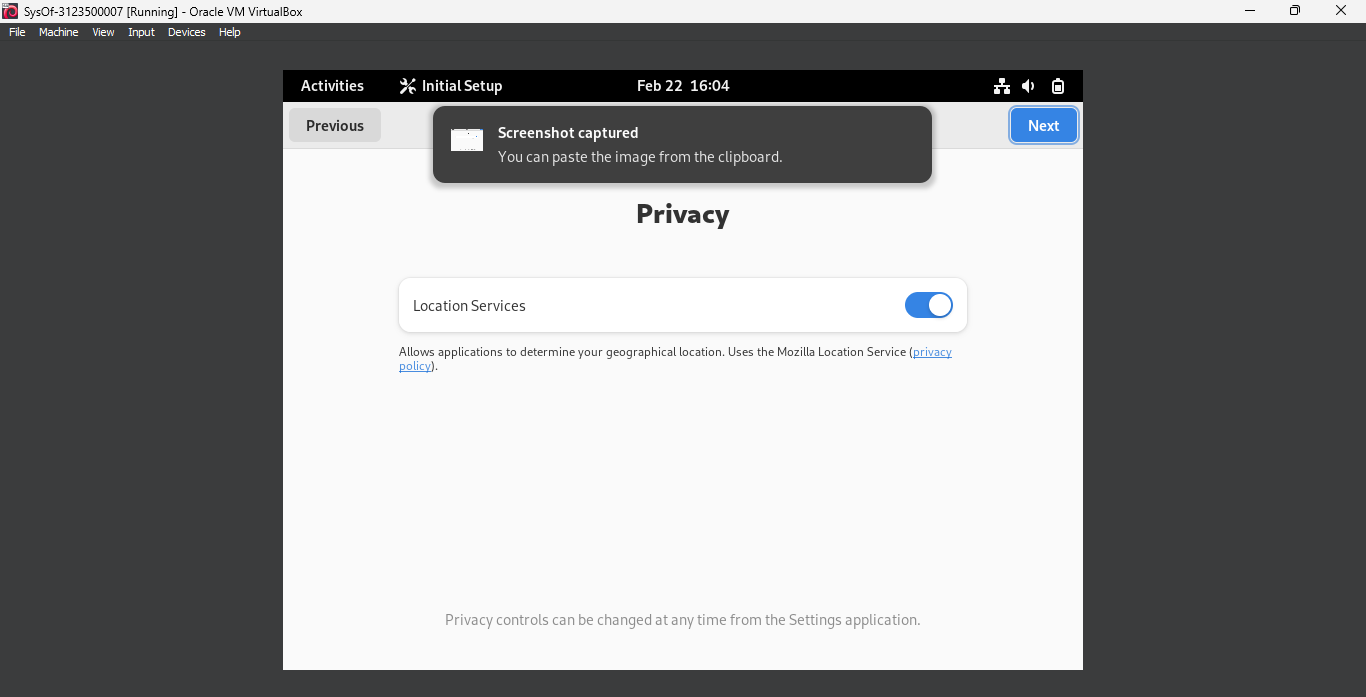 SysOf-3123500007 [Running] - Oracle VM VirtualBox
File Machine View Input Devices Help
Activities Initial Setup Feb 22 16:04
Previous Next
Screenshot captured
You can paste the image from the clipboard.
Privacy
Location Services
Allows applications to determine your geographical location. Uses the Mozilla Location Service (privacy
policy).
Privacy controls can be changed at any time from the Settings application.